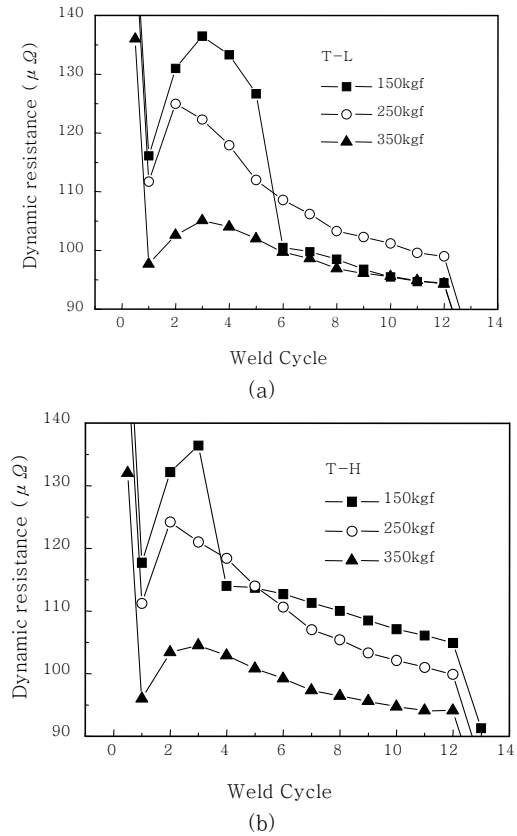 140
130
120
110
100
90
Dynamic resistance (μΩ)
T-L
150kgf
250kgf
350kgf
0 2 4 6 8 10 12 14
Weld Cycle
(a)
140
130
120
110
100
90
Dynamic resistance (μΩ)
T-H
150kgf
250kgf
350kgf
0 2 4 6 8 10 12 14
Weld Cycle
(b)